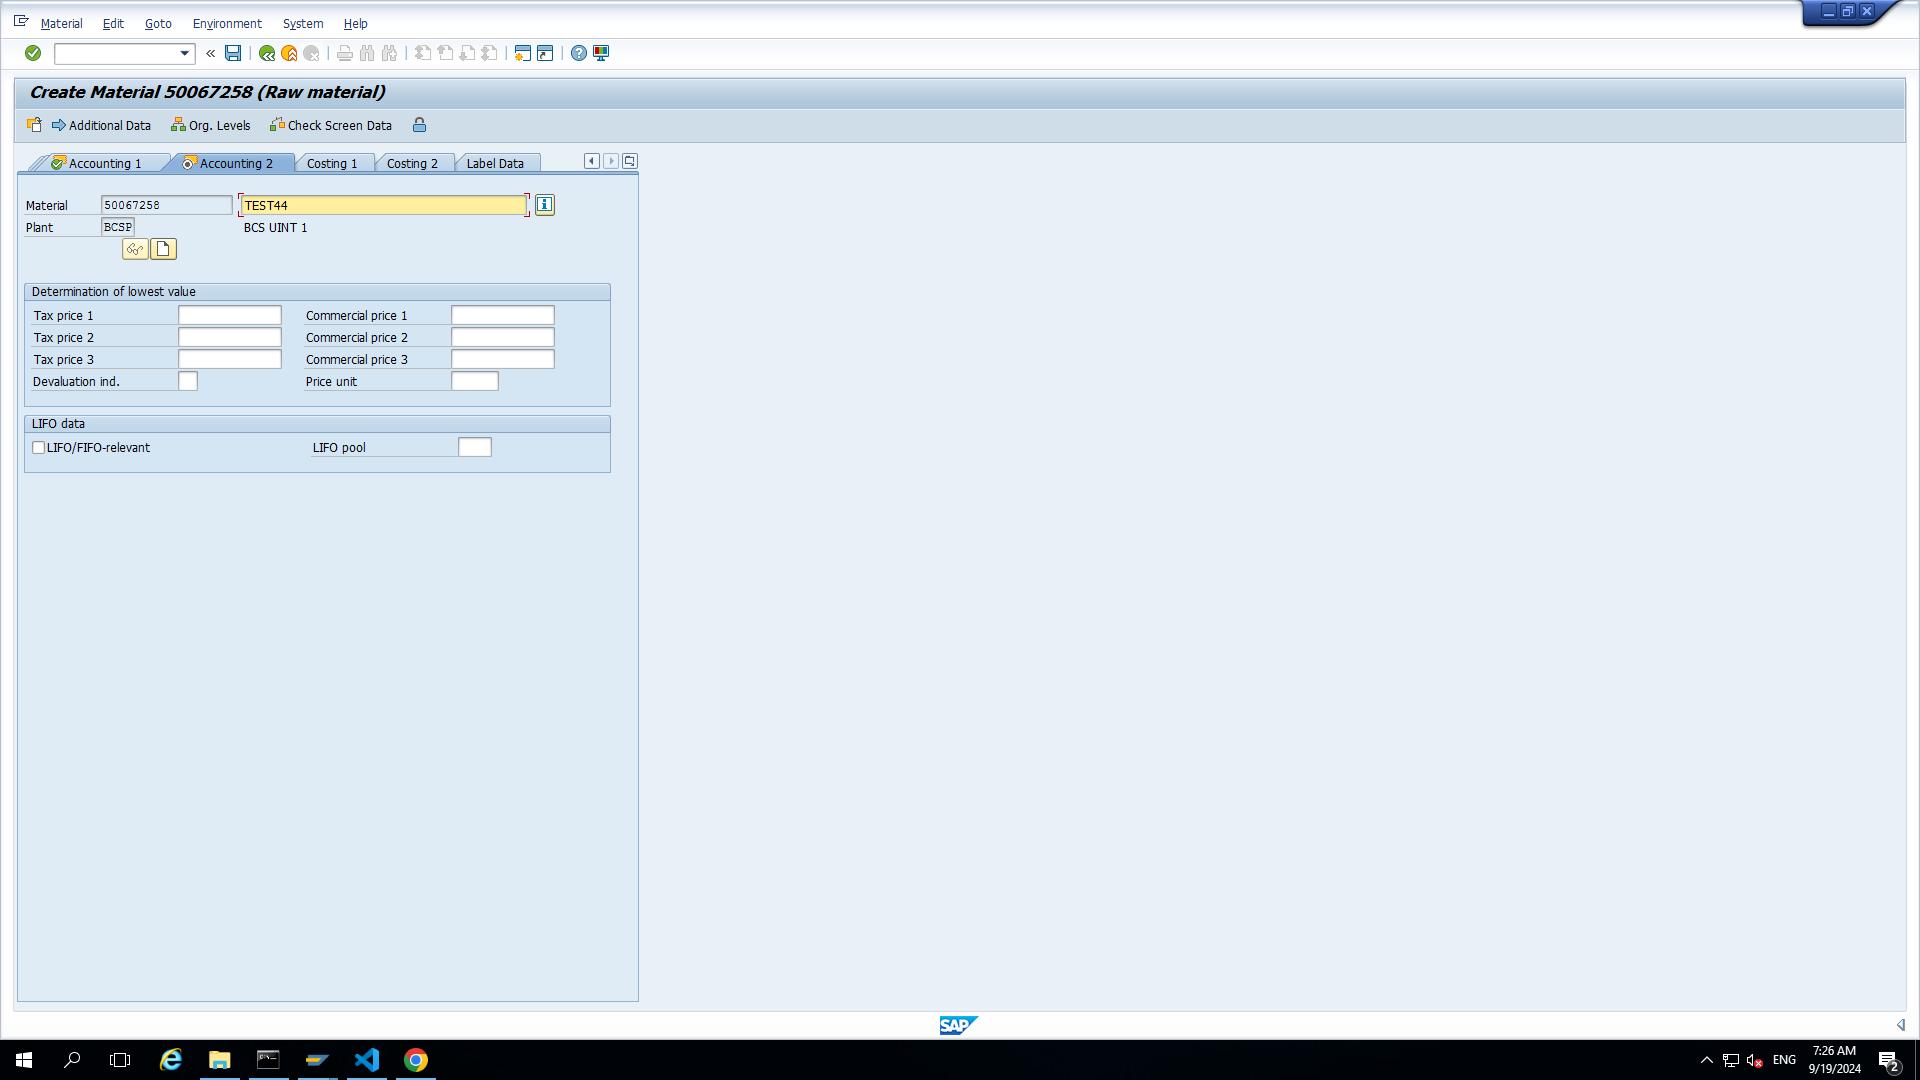 Material Edit Goto Environment System Help
Create Material 50067258 (Raw material)
Additional Data Org. Levels Check Screen Data
Accounting 1 Accounting 2 Costing 1 Costing 2 Label Data
Material 50067258 TEST44
Plant BCSP BCS UINT 1
Determination of lowest value
Tax price 1 Commercial price 1
Tax price 2 Commercial price 2
Tax price 3 Commercial price 3
Devaluation ind. Price unit
LIFO data
LIFO/FIFO-relevant LIFO pool
SAP
ENG
7:26 AM
9/19/2024
2